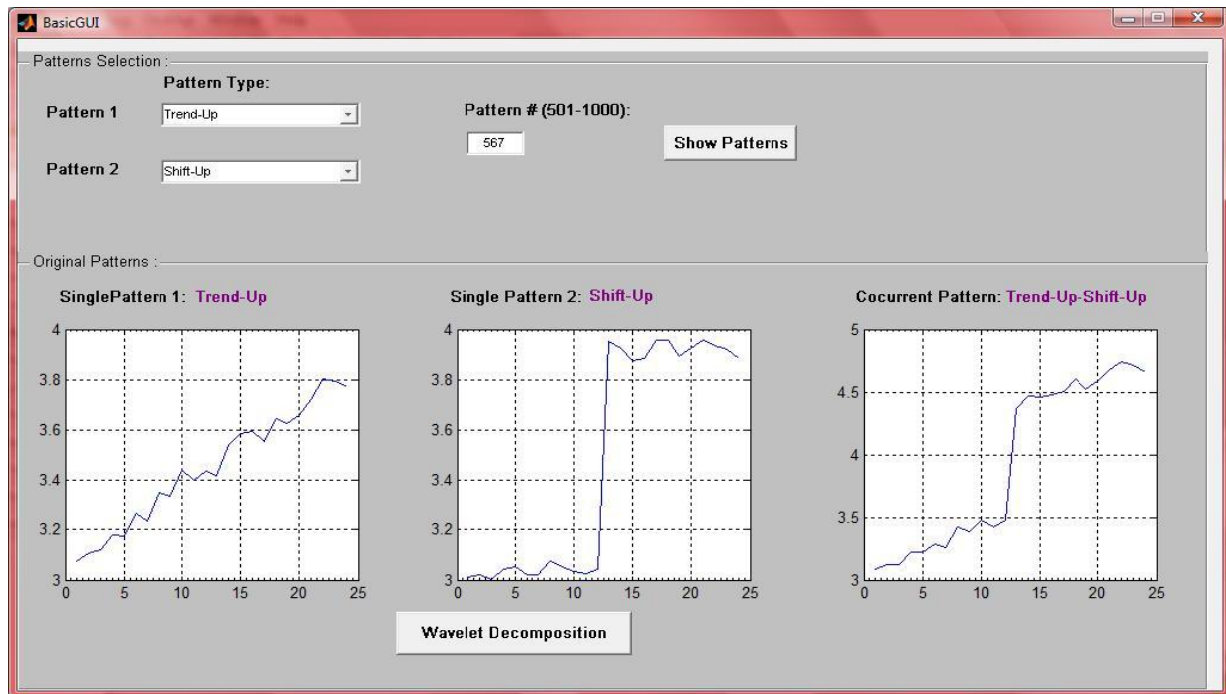 BasicGUI
Patterns Selection :
Pattern Type:
Pattern 1
Trend-Up
Pattern # (501-1000):
567
Show Patterns
Pattern 2
Shift-Up
Original Patterns :
SinglePattern 1: Trend-Up
Single Pattern 2: Shift-Up
Cocurrent Pattern: Trend-Up-Shift-Up
4
3.8
3.6
3.4
3.2
3
0 5 10 15 20 25
4
3.8
3.6
3.4
3.2
3
0 5 10 15 20 25
5
4.5
4
3.5
3
0 5 10 15 20 25
Wavelet Decomposition